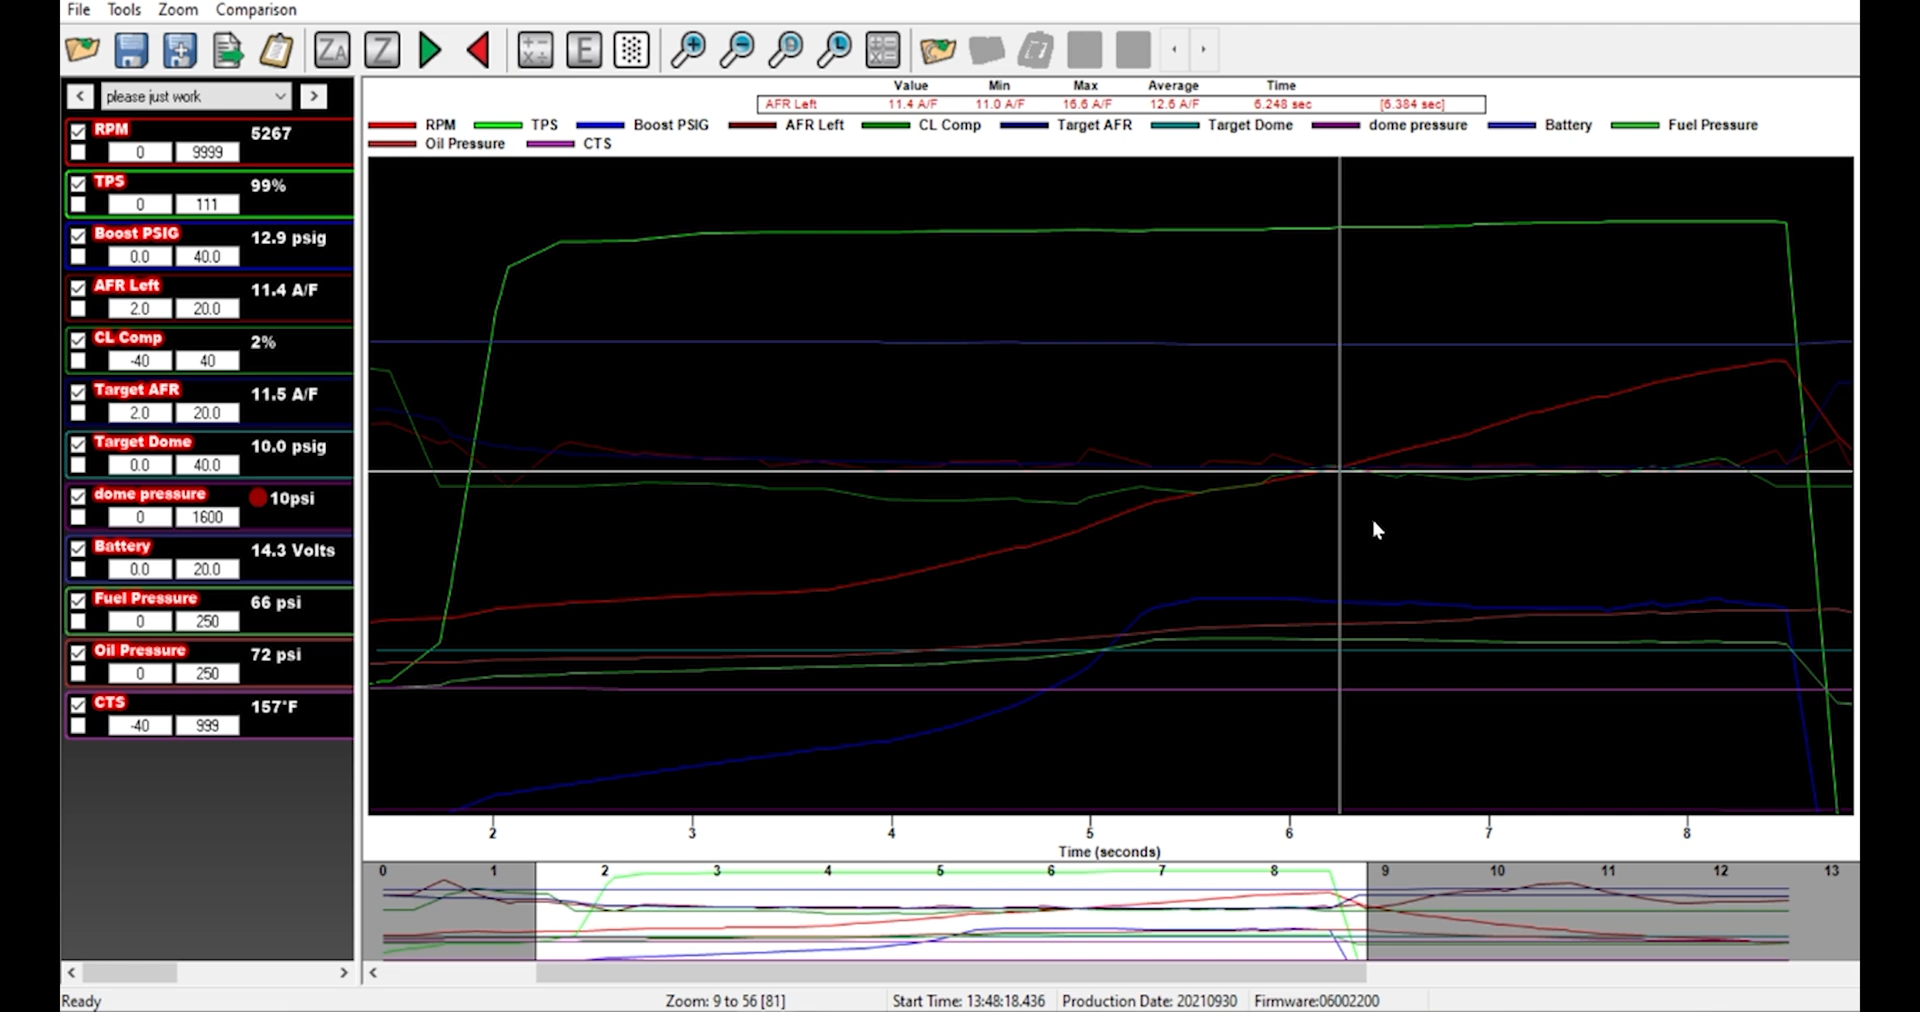 File Tools Zoom Comparison
ZA Z E
< please just work >
RPM 5267
0 9999
TPS 99%
0 111
Boost PSIG 12.9 psig
0.0 40.0
AFR Left 11.4 A/F
2.0 20.0
CL Comp 2%
-40 40
Target AFR 11.5 A/F
2.0 20.0
Target Dome 10.0 psig
0.0 40.0
dome pressure 10psi
0 1600
Battery 14.3 Volts
0.0 20.0
Fuel Pressure 66 psi
0 250
Oil Pressure 72 psi
0 250
CTS 157°F
-40 999
Value Min Max Average Time
AFR Left 11.4 A/F 11.0 A/F 16.6 A/F 12.6 A/F 6.248 sec [6.384 sec]
RPM TPS Boost PSIG AFR Left CL Comp Target AFR Target Dome dome pressure Battery Fuel Pressure
Oil Pressure CTS
2 3 4 5 6 7 8
Time (seconds)
0 1 2 3 4 5 6 7 8 9 10 11 12 13
Ready Zoom: 9 to 56 [81] Start Time: 13:48:18.436 Production Date: 20210930 Firmware:06002200